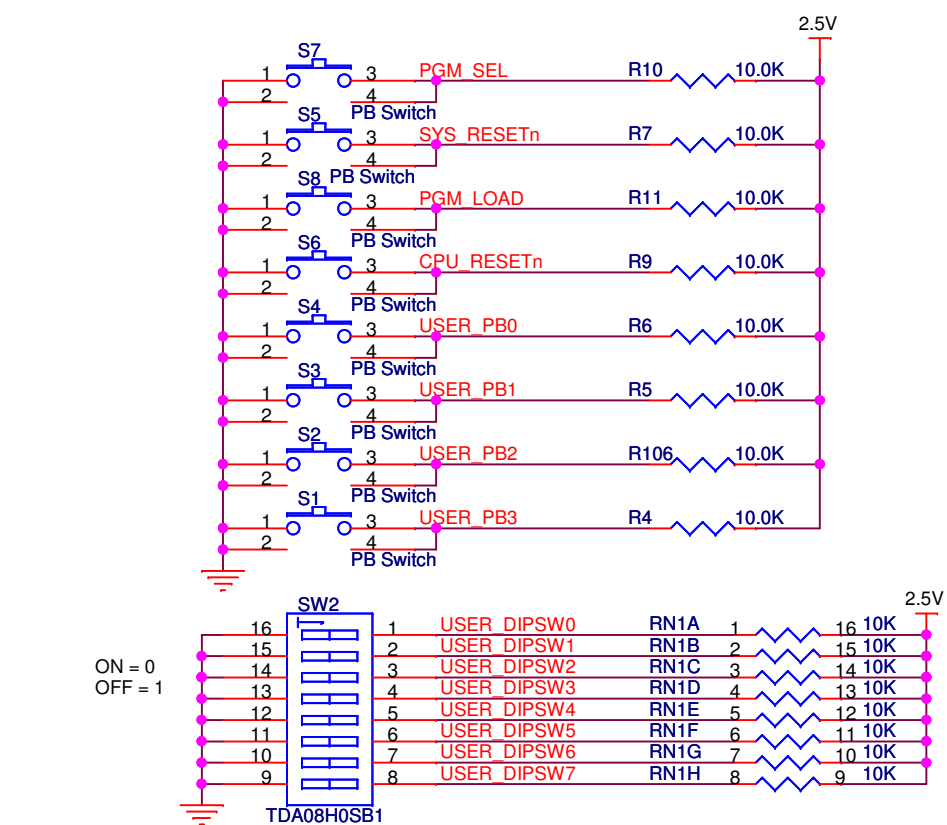 2.5V
S7
1 3 PGM_SEL R10 10.0K
2 4
PB Switch
S5
1 3 SYS_RESETn R7 10.0K
2 4
PB Switch
S8
1 3 PGM_LOAD R11 10.0K
2 4
PB Switch
S6
1 3 CPU_RESETn R9 10.0K
2 4
PB Switch
S4
1 3 USER_PB0 R6 10.0K
2 4
PB Switch
S3
1 3 USER_PB1 R5 10.0K
2 4
PB Switch
S2
1 3 USER_PB2 R106 10.0K
2 4
PB Switch
S1
1 3 USER_PB3 R4 10.0K
2 4
PB Switch
2.5V
SW2
16 1 USER_DIPSW0 RN1A 1 16 10K
15 2 USER_DIPSW1 RN1B 2 15 10K
14 3 USER_DIPSW2 RN1C 3 14 10K
13 4 USER_DIPSW3 RN1D 4 13 10K
12 5 USER_DIPSW4 RN1E 5 12 10K
11 6 USER_DIPSW5 RN1F 6 11 10K
10 7 USER_DIPSW6 RN1G 7 10 10K
9 8 USER_DIPSW7 RN1H 8 9 10K
ON = 0
OFF = 1
TDA08H0SB1